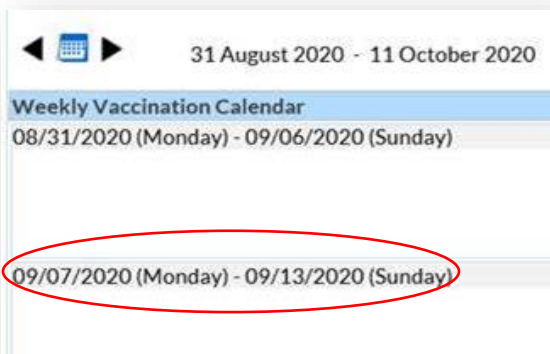 31 August 2020 - 11 October 2020
Weekly Vaccination Calendar
08/31/2020 (Monday) - 09/06/2020 (Sunday)
09/07/2020 (Monday) - 09/13/2020 (Sunday)